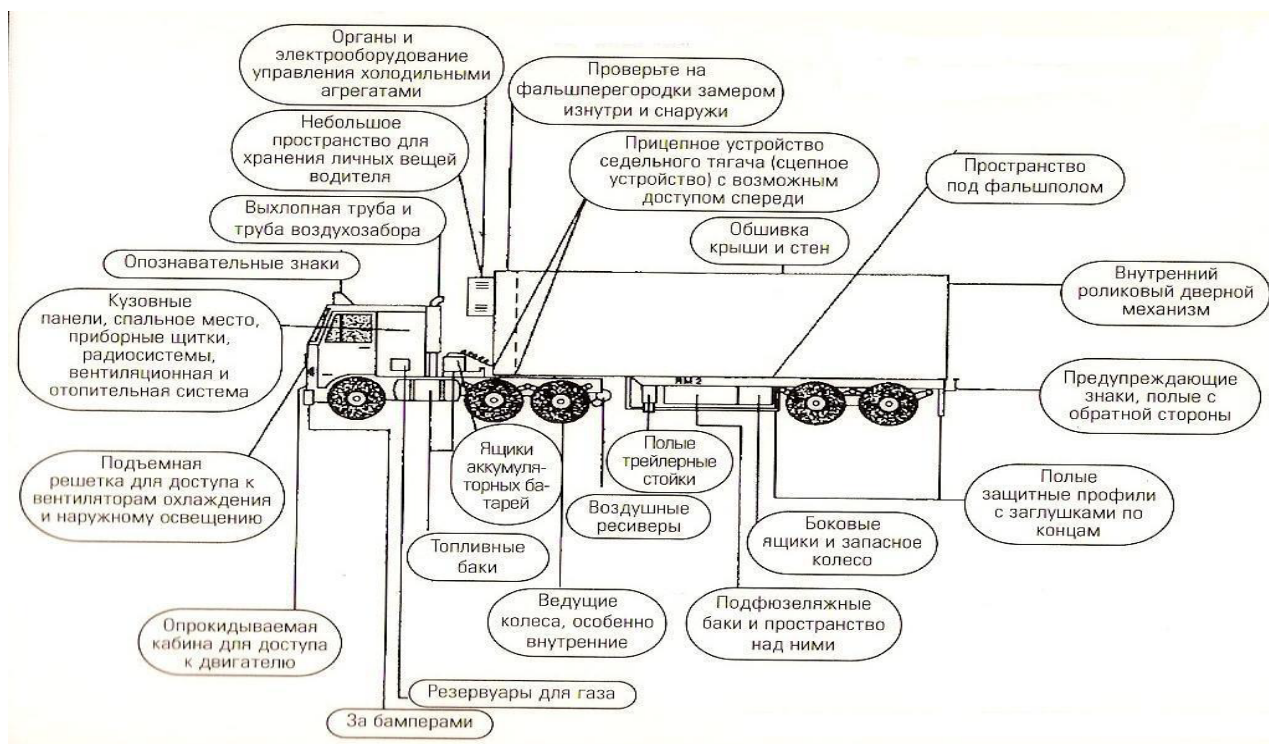 Органы и
электрооборудование
управления холодильными
агрегатами
Проверьте на
фальшперегородки замером
изнутри и снаружи
Небольшое
пространство для
хранения личных вещей
водителя
Прицепное устройство
седельного тягача (сцепное
устройство) с возможным
доступом спереди
Пространство
под фальшполом
Выхлопная труба и
труба воздухозабора
Обшивка
крыши и стен
Опознавательные знаки
Внутренний
роликовый дверной
механизм
Кузовные
панели, спальное место,
приборные щитки,
радиосистемы,
вентиляционная и
отопительная система
ЯМ 2
Предупреждающие
знаки, полые с
обратной стороны
Подъемная
решетка для доступа к
вентиляторам охлаждения
и наружному освещению
Ящики
аккумуля-
торных ба-
тарей
Полые
трейлерные
стойки
Воздушные
ресиверы
Полые
защитные профили
с заглушками по
концам
Топливные
баки
Боковые
ящики и запасное
колесо
Ведущие
колеса, особенно
внутренние
Подфюзеляжные
баки и пространство
над ними
Опрокидываемая
кабина для доступа
к двигателю
Резервуары для газа
За бамперами